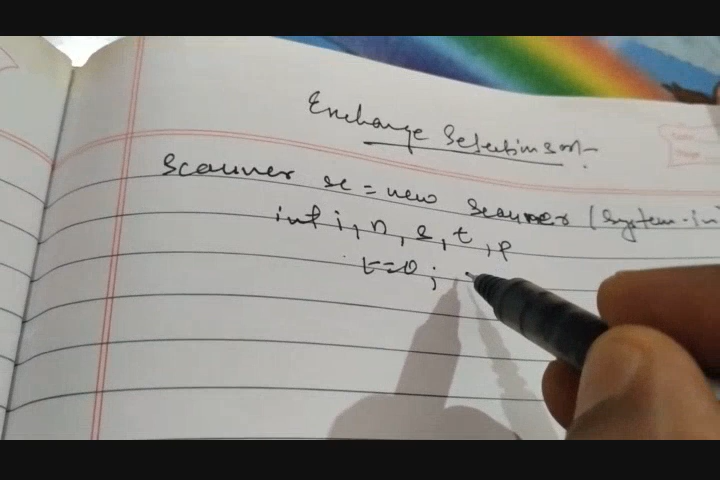 Exchange Selection sort:-
Scanner sc = new Scanner (System.in
int i, n, s, t, p
t=0;